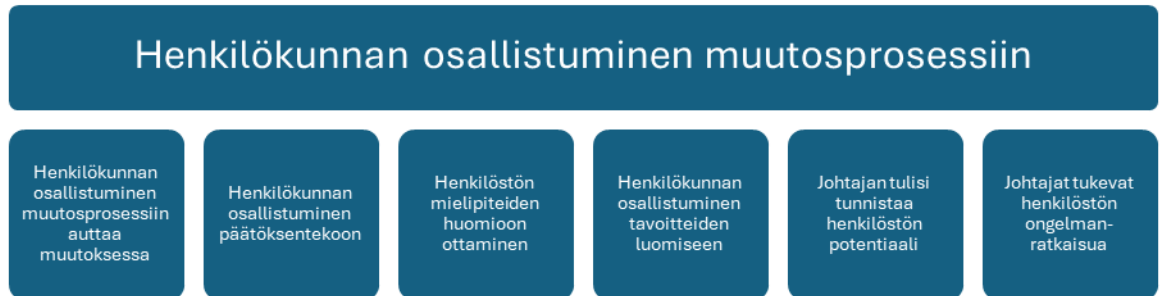 Henkilökunnan osallistuminen muutosprosessiin
Henkilökunnan
osallistuminen
muutosprosessiin
auttaa
muutoksessa
Henkilökunnan
osallistuminen
päätöksentekoon
Henkilöstön
mielipiteiden
huomioon
ottaminen
Henkilökunnan
osallistuminen
tavoitteiden
luomiseen
Johtajan tulisi
tunnistaa
henkilöstön
potentiaali
Johtajat tukevat
henkilöstön
ongelman-
ratkaisua